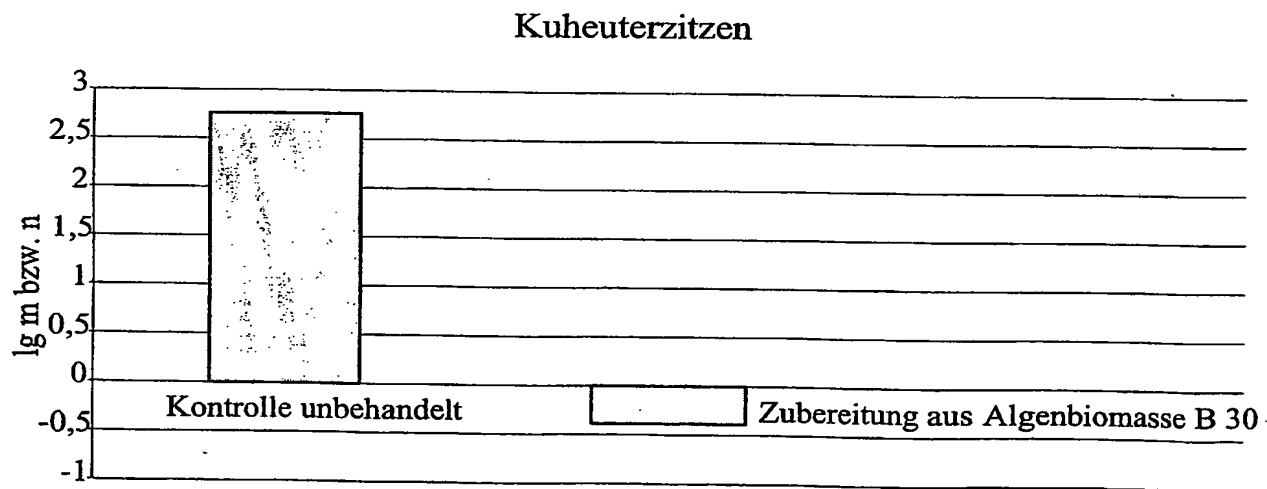 Kuheuterzitzen
lg m bzw. n
3
2,5
2
1,5
1
0,5
0
-0,5
-1
Kontrolle unbehandelt
Zubereitung aus Algenbiomasse B 30